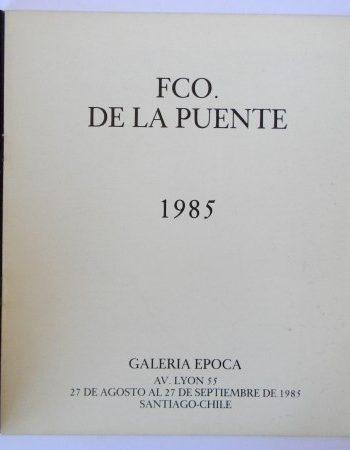 FCO.
DE LA PUENTE
1985
GALERIA EPOCA
AV. LYON 55
27 DE AGOSTO AL 27 DE SEPTIEMBRE DE 1985
SANTIAGO-CHILE